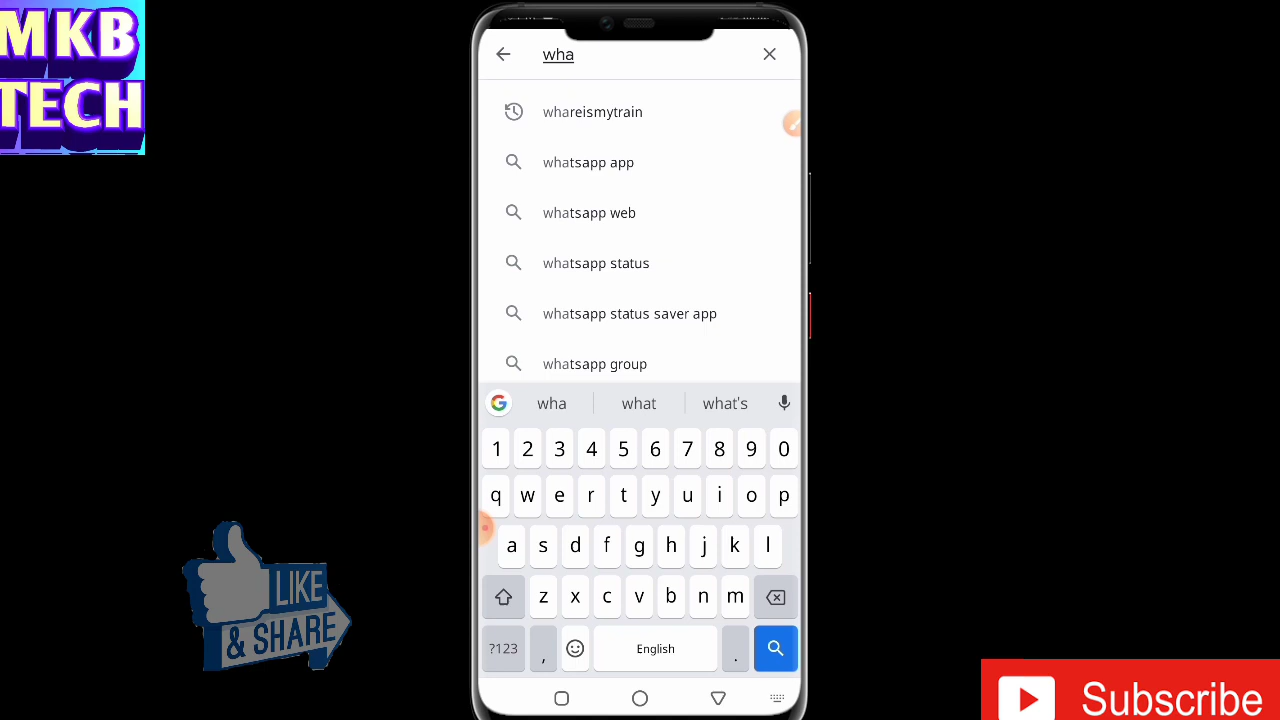 MKB
TECH
wha
whareismytrain
whatsapp app
whatsapp web
whatsapp status
whatsapp status saver app
whatsapp group
wha what what's
1 2 3 4 5 6 7 8 9 0
q w e r t y u i o p
a s d f g h j k l
z x c v b n m
?123 , English .
LIKE
& SHARE
Subscribe